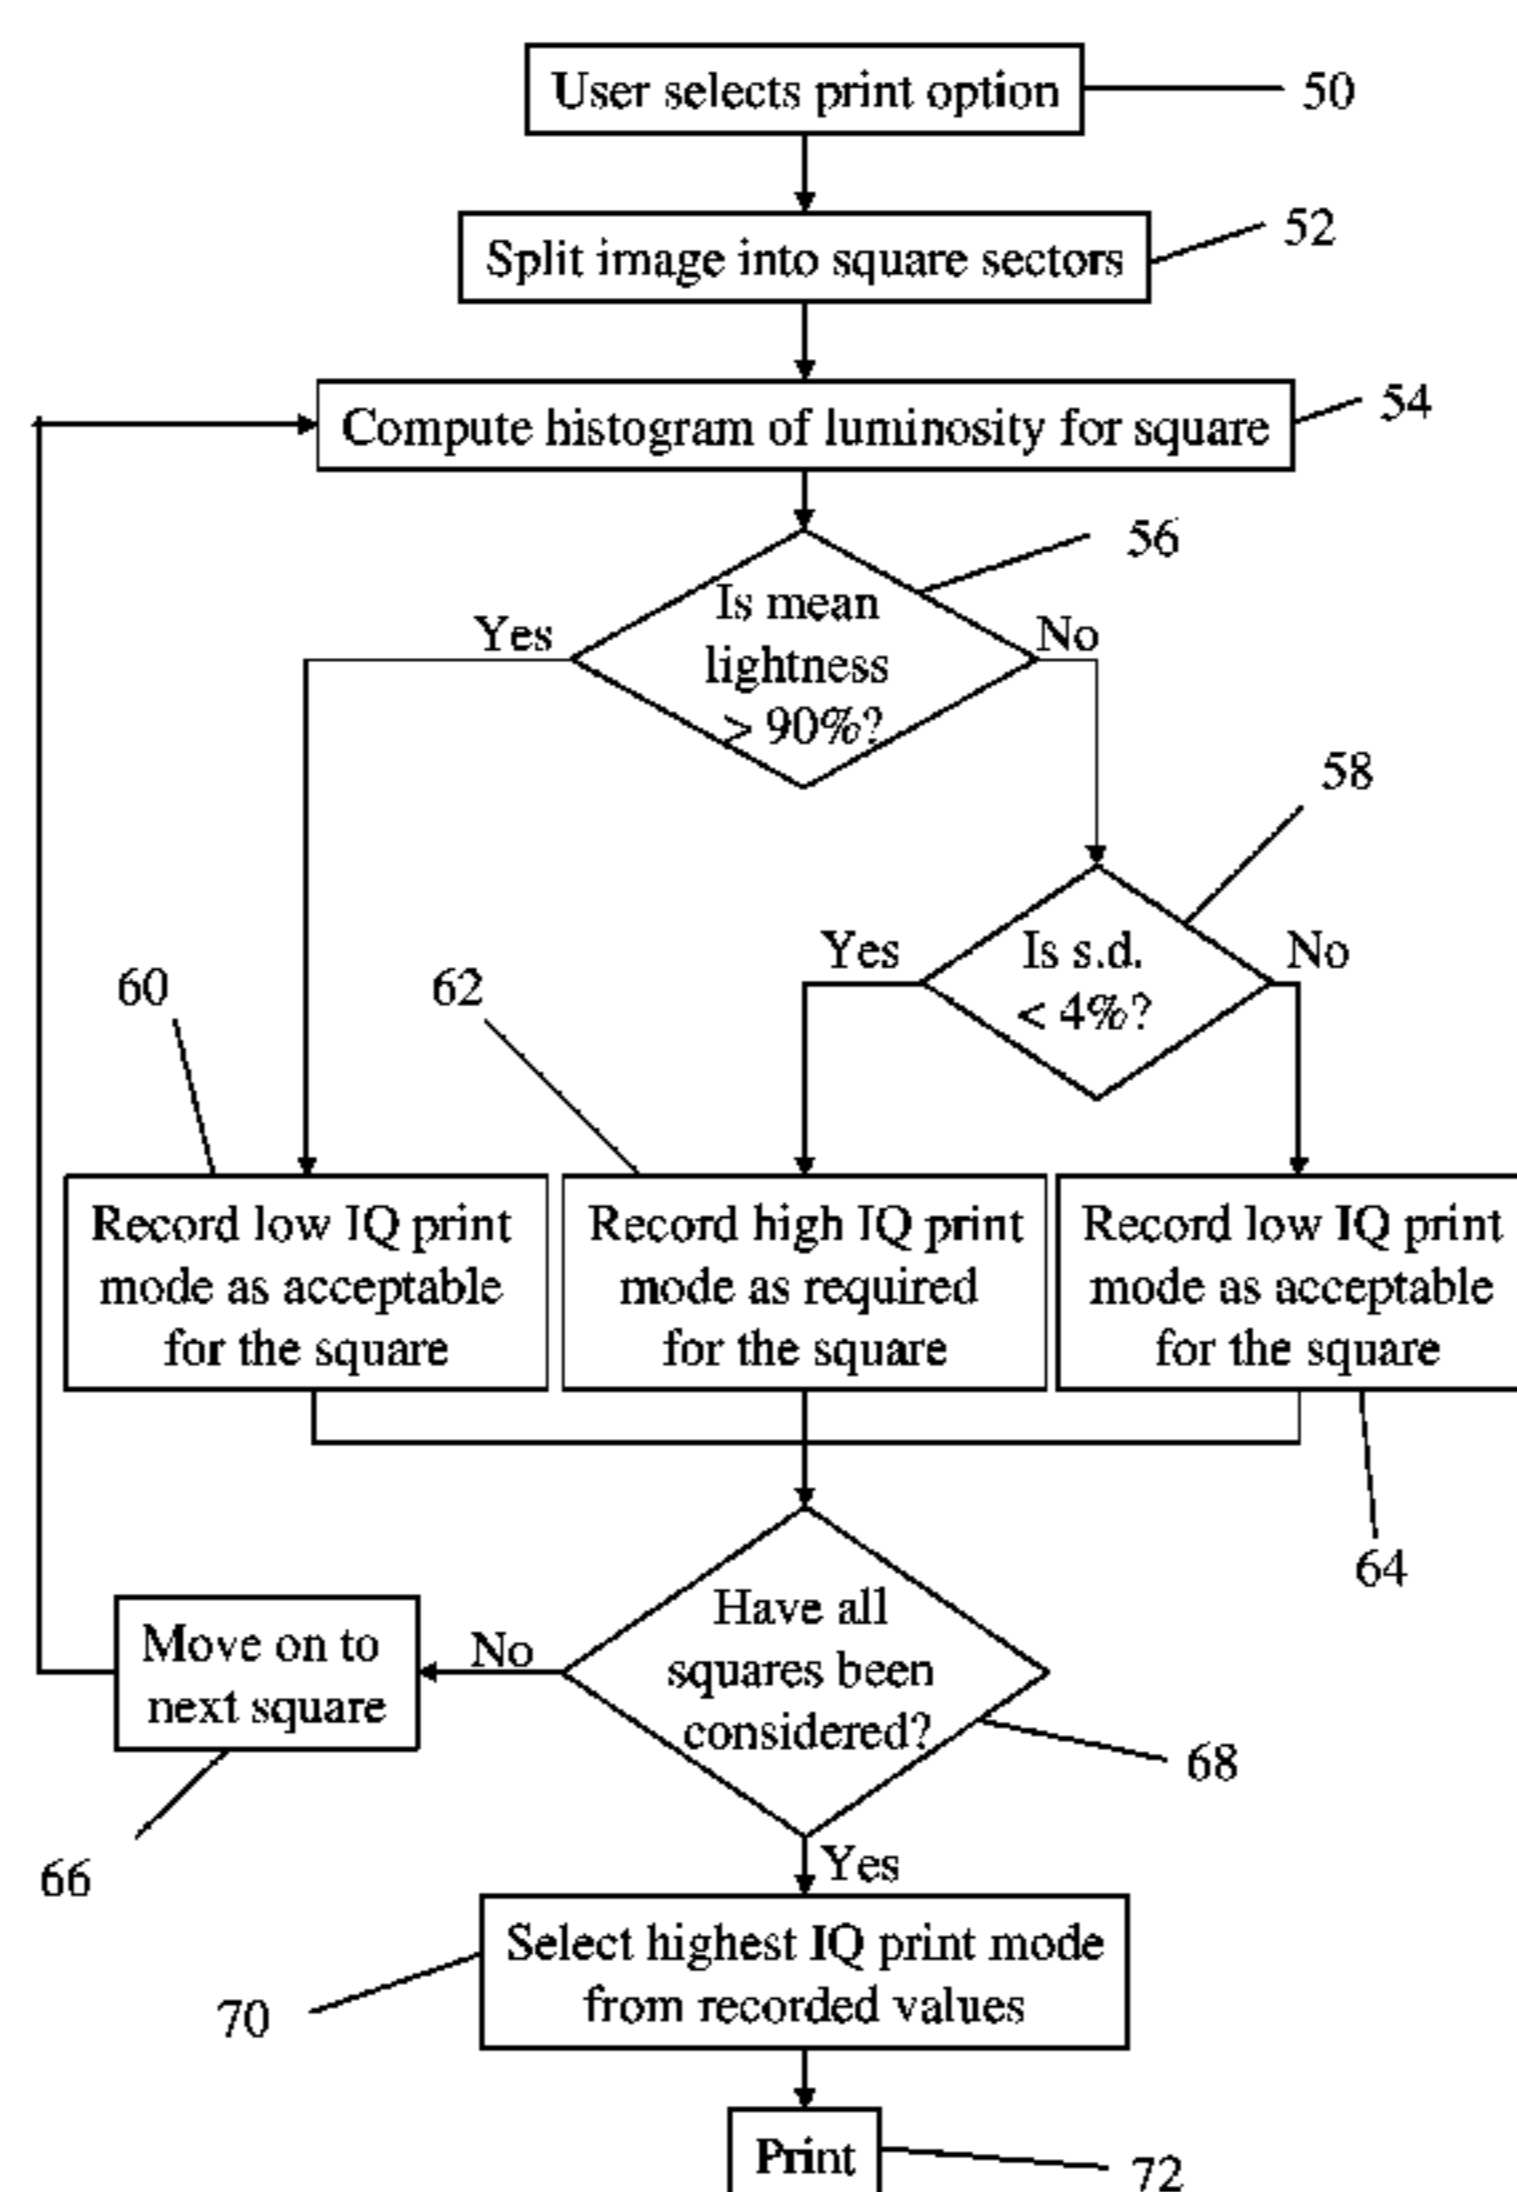 User selects print option
50
Split image into square sectors
52
Compute histogram of luminosity for square
54
56
Is mean
lightness
> 90%?
Yes
No
58
Is s.d.
< 4%?
Yes
No
60
62
Record low IQ print
mode as acceptable
for the square
Record high IQ print
mode as required
for the square
Record low IQ print
mode as acceptable
for the square
64
Have all
squares been
considered?
No
Move on to
next square
68
66
Yes
Select highest IQ print mode
from recorded values
70
Print
72